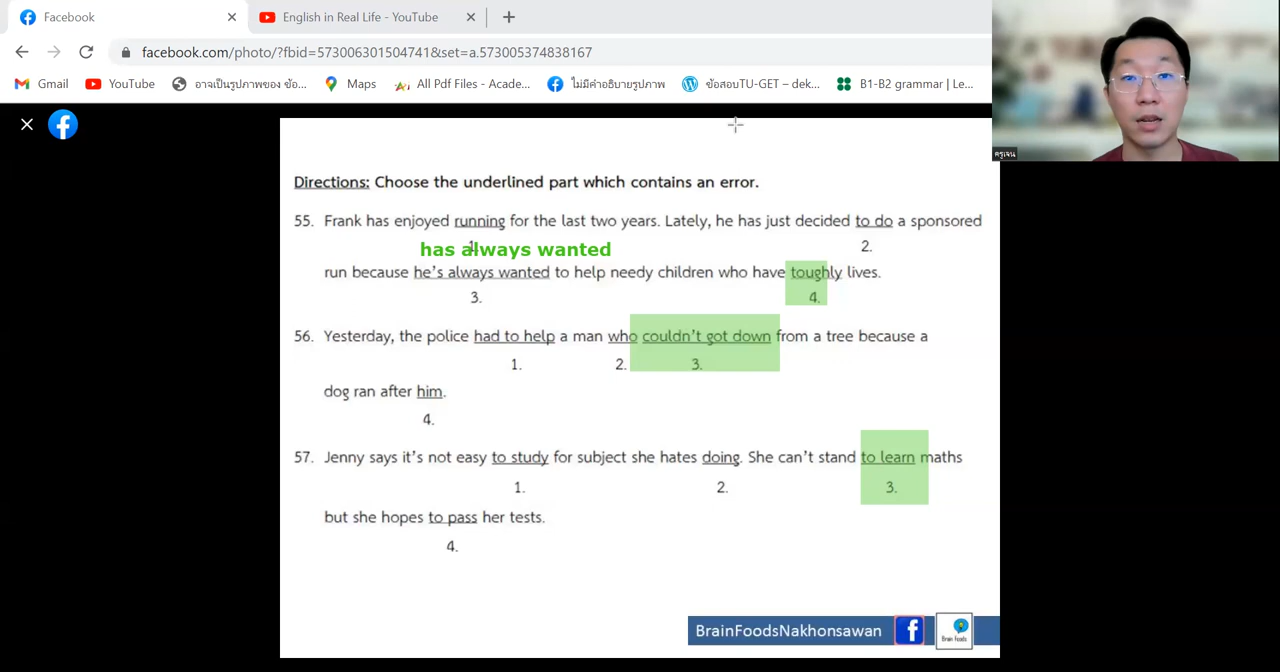 Facebook
English in Real Life - YouTube
facebook.com/photo/?fbid=573006301504741&set=a.573005374838167
Gmail
YouTube
อาจเป็นรูปภาพของ ข้อ...
Maps
All Pdf Files - Acade...
ไม่มีคำอธิบายรูปภาพ
ข้อสอบTU-GET – dek...
B1-B2 grammar | Le...
ครูเจน
Directions: Choose the underlined part which contains an error.
55. Frank has enjoyed running for the last two years. Lately, he has just decided to do a sponsored
1. 2.
has always wanted
run because he's always wanted to help needy children who have toughly lives.
3. 4.
56. Yesterday, the police had to help a man who couldn't got down from a tree because a
1. 2. 3.
dog ran after him.
4.
57. Jenny says it's not easy to study for subject she hates doing. She can't stand to learn maths
1. 2. 3.
but she hopes to pass her tests.
4.
BrainFoodsNakhonsawan
Brain Foods